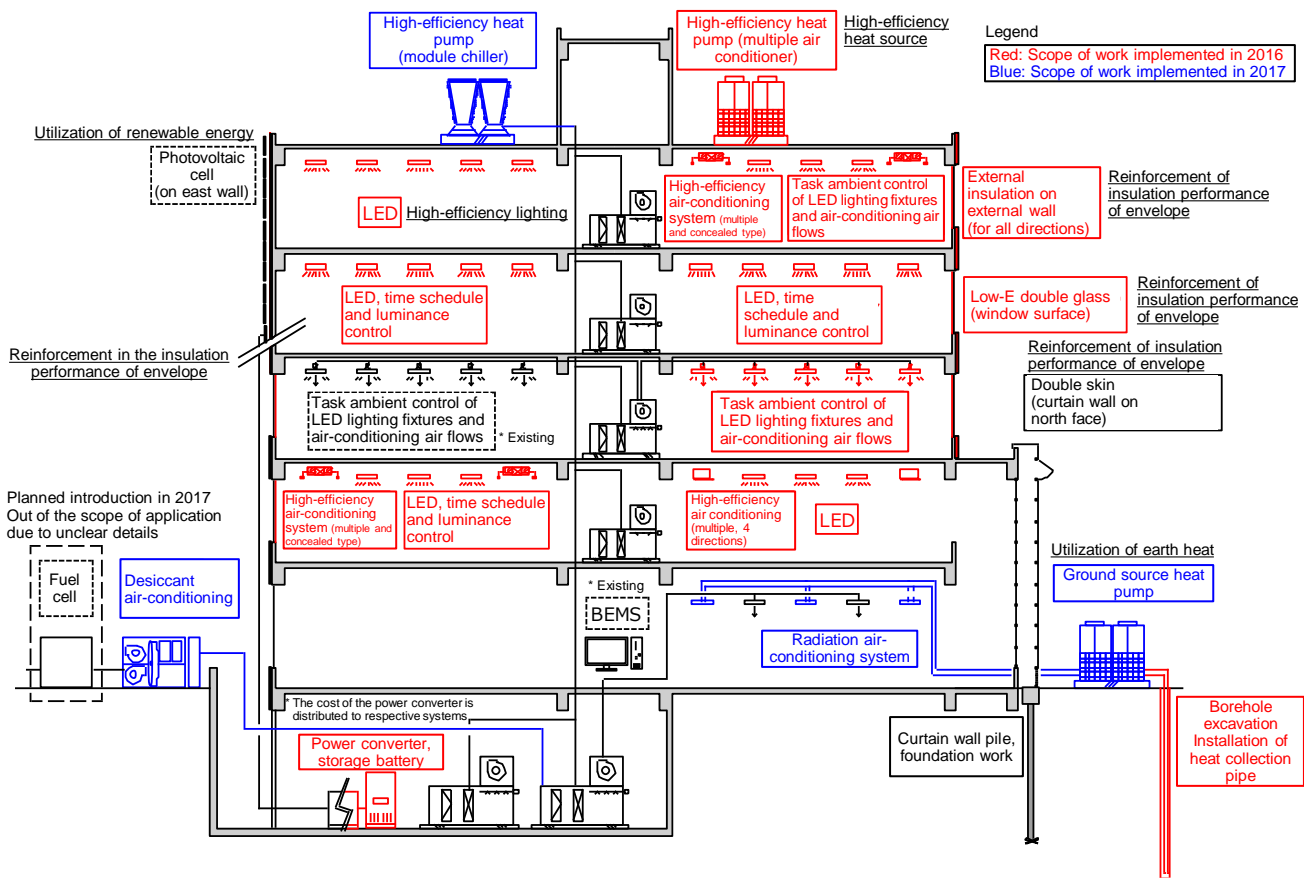 High-efficiency heat
pump
(module chiller)
High-efficiency heat
pump (multiple air
conditioner)
High-efficiency
heat source
Legend
Red: Scope of work implemented in 2016
Blue: Scope of work implemented in 2017
Utilization of renewable energy
Photovoltaic
cell
(on east wall)
LED
High-efficiency lighting
High-efficiency
air-conditioning
system (multiple
and concealed type)
Task ambient control
of LED lighting fixtures
and air-conditioning air
flows
External
insulation on
external wall
(for all directions)
Reinforcement of
insulation performance
of envelope
LED, time schedule
and luminance
control
LED, time
schedule and
luminance control
Low-E double glass
(window surface)
Reinforcement of
insulation performance
of envelope
Reinforcement in the insulation
performance of envelope
Reinforcement of insulation
performance of envelope
Double skin
(curtain wall on
north face)
Task ambient control of
LED lighting fixtures and
air-conditioning air flows
* Existing
Task ambient control of
LED lighting fixtures and
air-conditioning air flows
High-efficiency
air-conditioning
system (multiple and
concealed type)
LED, time schedule
and luminance
control
High-efficiency
air conditioning
(multiple, 4
directions)
LED
Planned introduction in 2017
Out of the scope of application
due to unclear details
Fuel
cell
Desiccant
air-conditioning
* Existing
BEMS
Radiation air-
conditioning system
Utilization of earth heat
Ground source heat
pump
* The cost of the power converter is
distributed to respective systems
Power converter,
storage battery
Curtain wall pile,
foundation work
Borehole
excavation
Installation of
heat collection
pipe